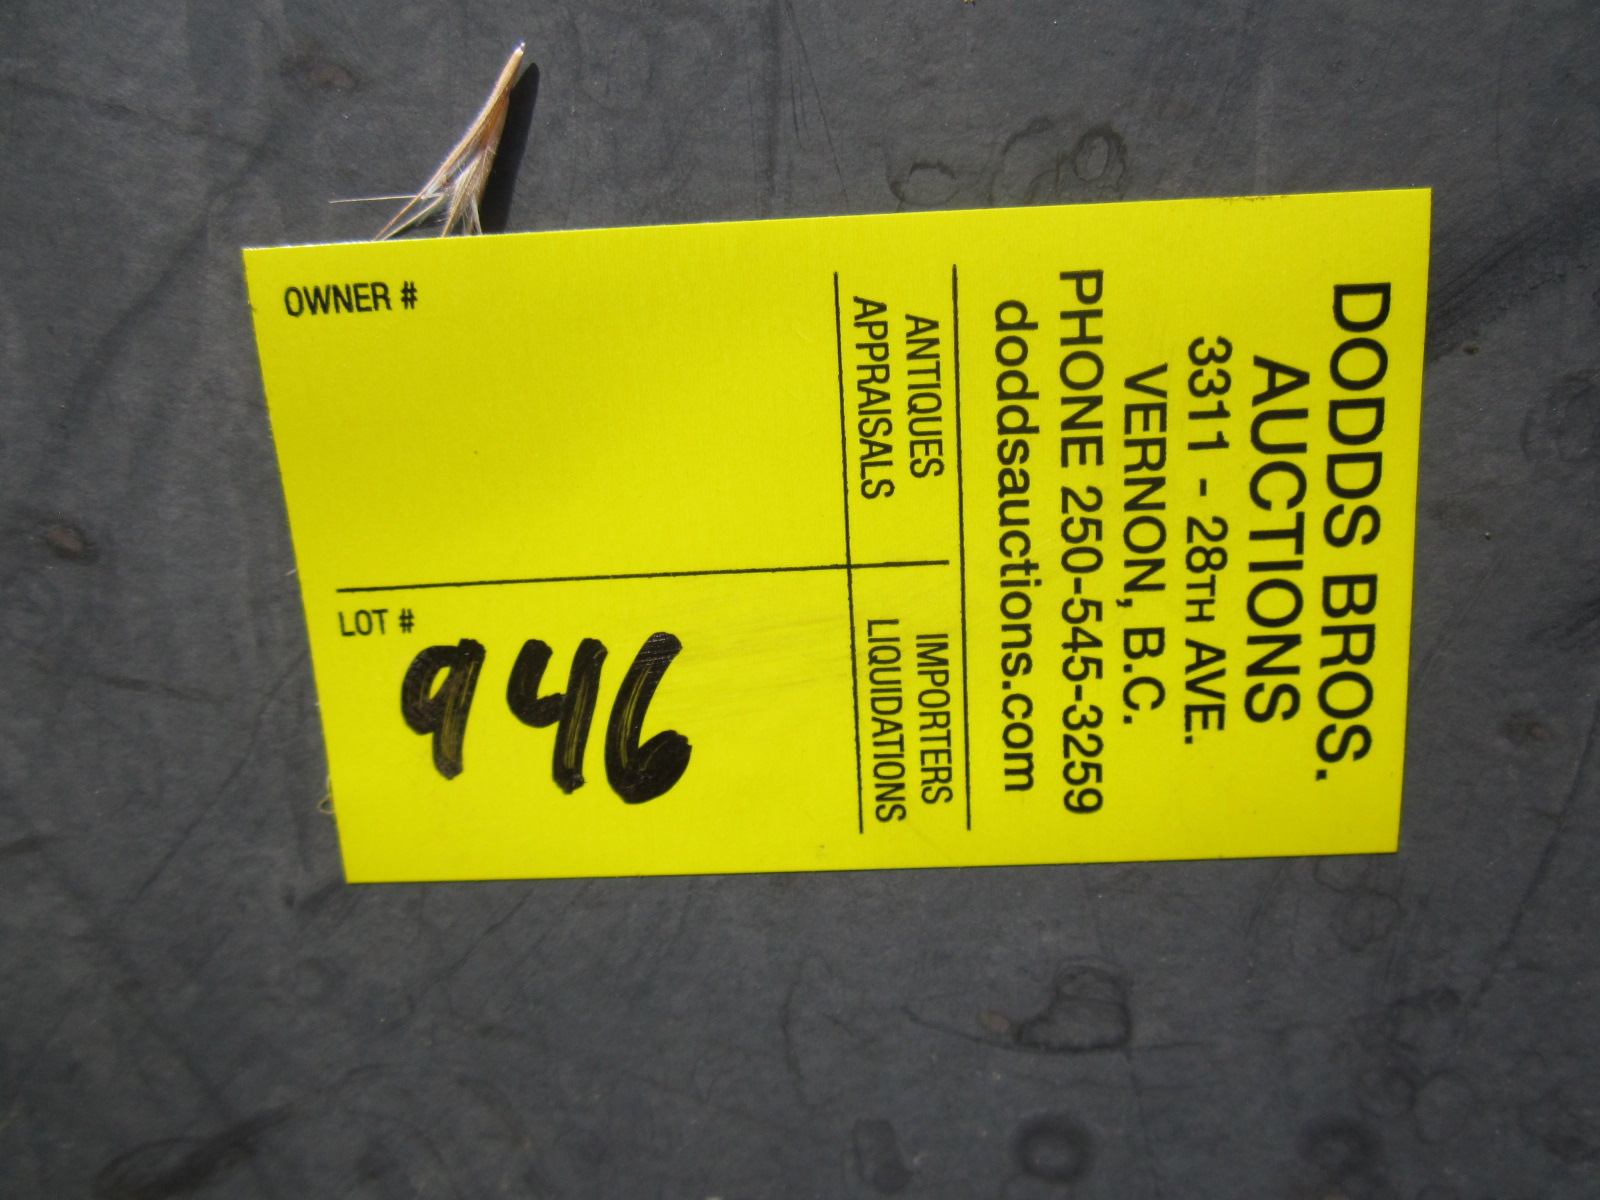 DODDS BROS.
AUCTIONS
3311 - 28TH AVE.
VERNON, B.C.
PHONE 250-545-3259
doddsauctions.com
ANTIQUES
APPRAISALS
IMPORTERS
LIQUIDATIONS
OWNER #
LOT #
946